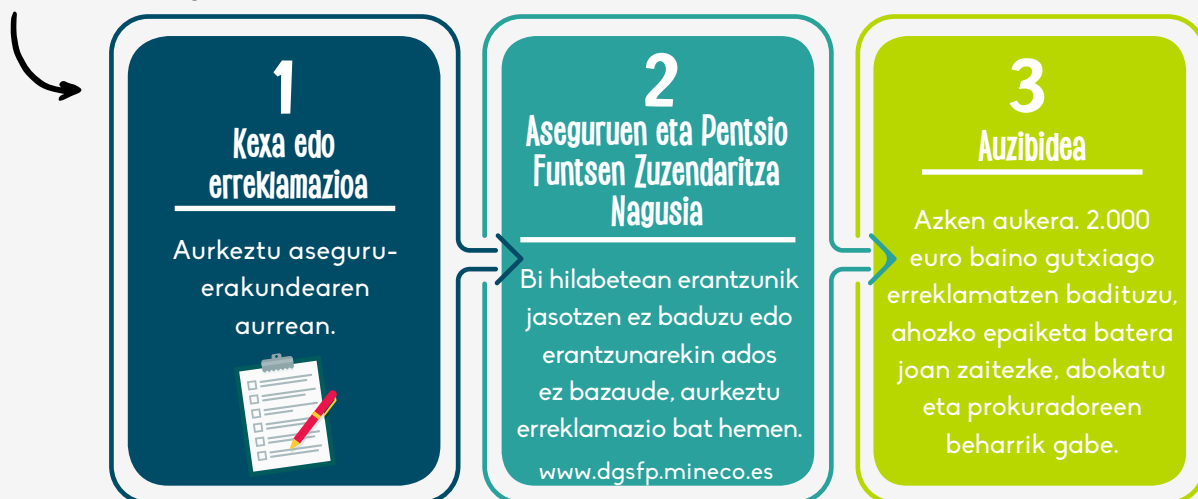 1
Kexa edo
erreklamazioa
Aurkeztu aseguru-
erakundearen
aurrean.
2
Aseguruen eta Pentsio
Funtsen Zuzendaritza
Nagusia
Bi hilabetean erantzunik
jasotzen ez baduzu edo
erantzunarekin ados
ez bazaude, aurkeztu
erreklamazio bat hemen.
www.dgsfp.mineco.es
3
Auzibidea
Azken aukera. 2.000
euro baino gutxiago
erreklamatzen badituzu,
ahozko epaiketa batera
joan zaitezke, abokatu
eta prokuradoreen
beharrik gabe.